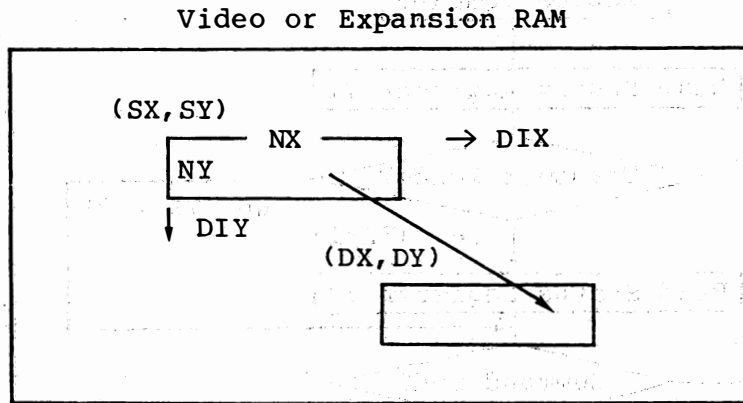 Video or Expansion RAM
(SX,SY)
NX → DIX
NY
↓ DIY
(DX,DY)